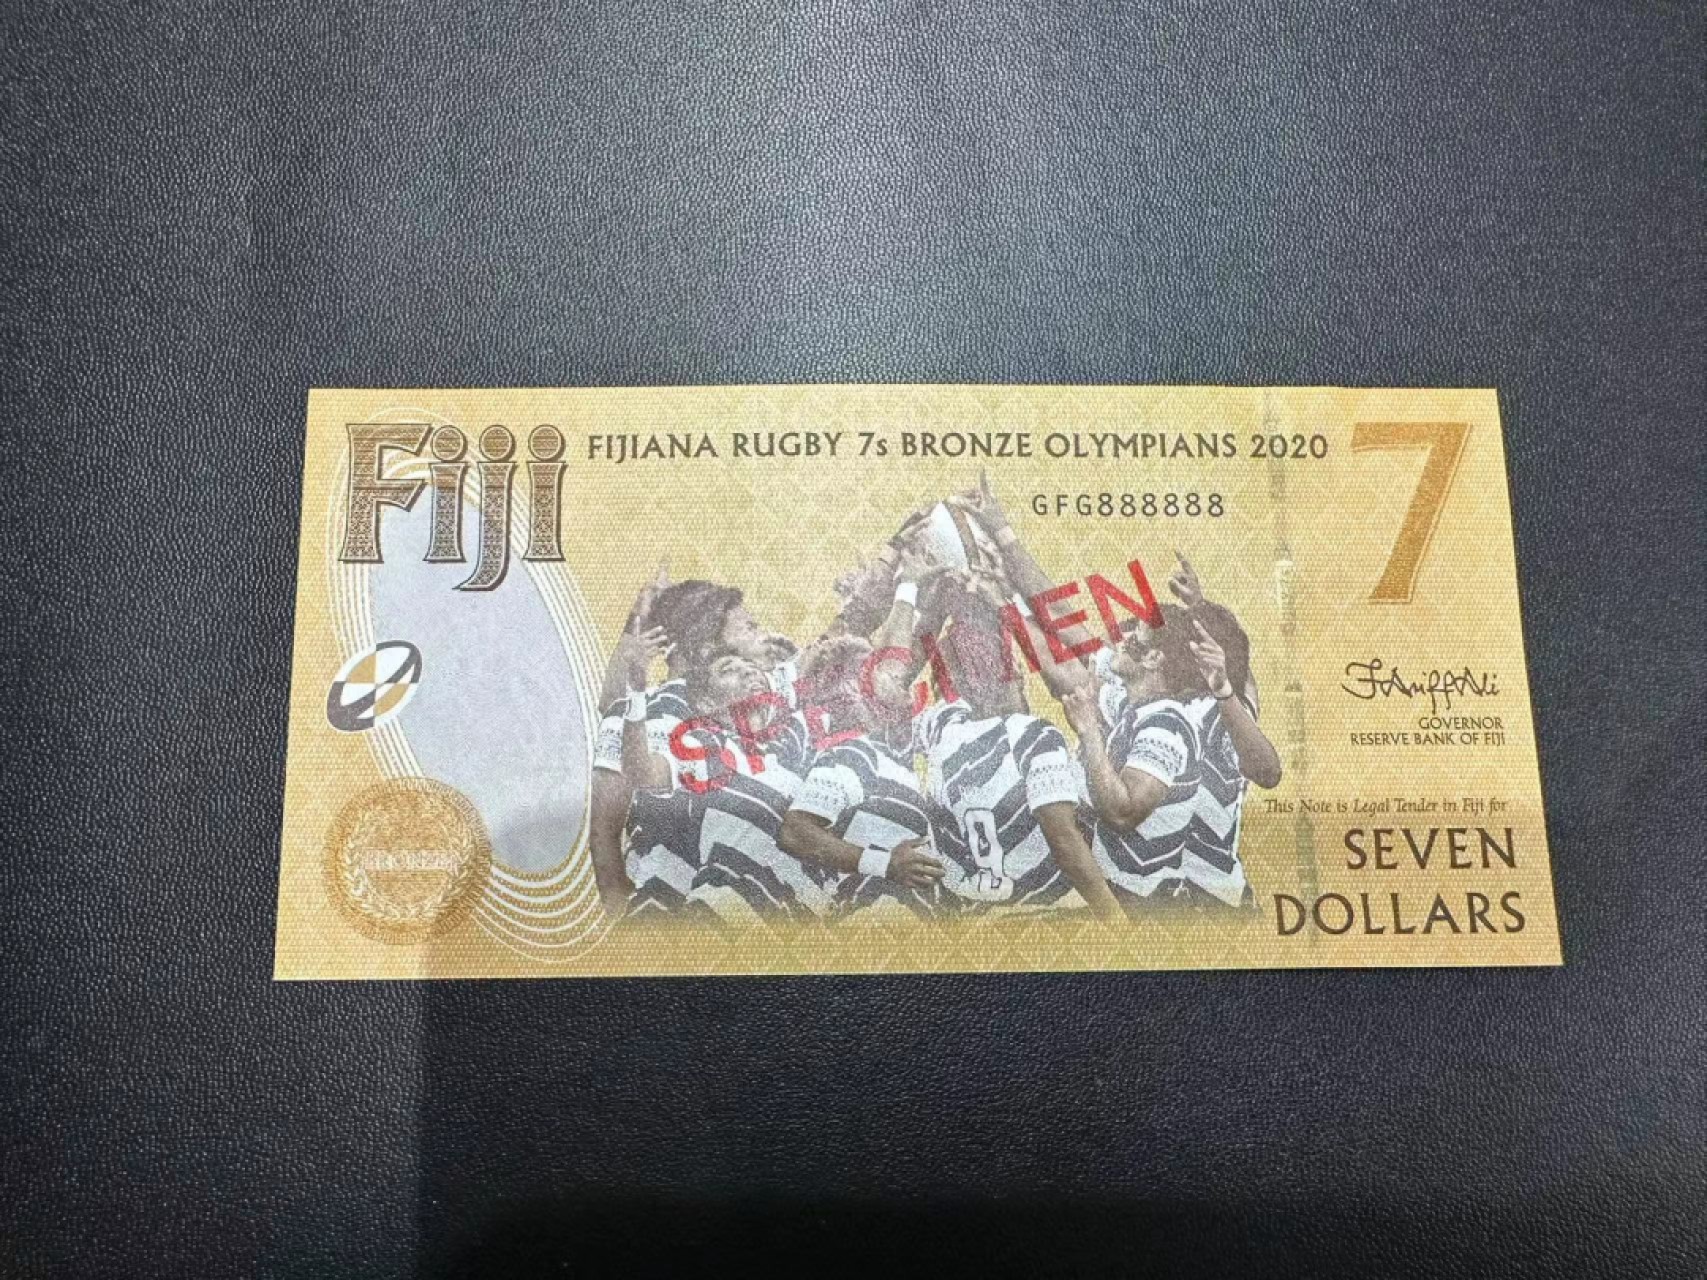 Fiji
FIJIANA RUGBY 7s BRONZE OLYMPIANS 2020
7
GFG888888
SPECIMEN
GOVERNOR
RESERVE BANK OF FIJI
This Note is Legal Tender in Fiji for
SEVEN
DOLLARS
BRONZE